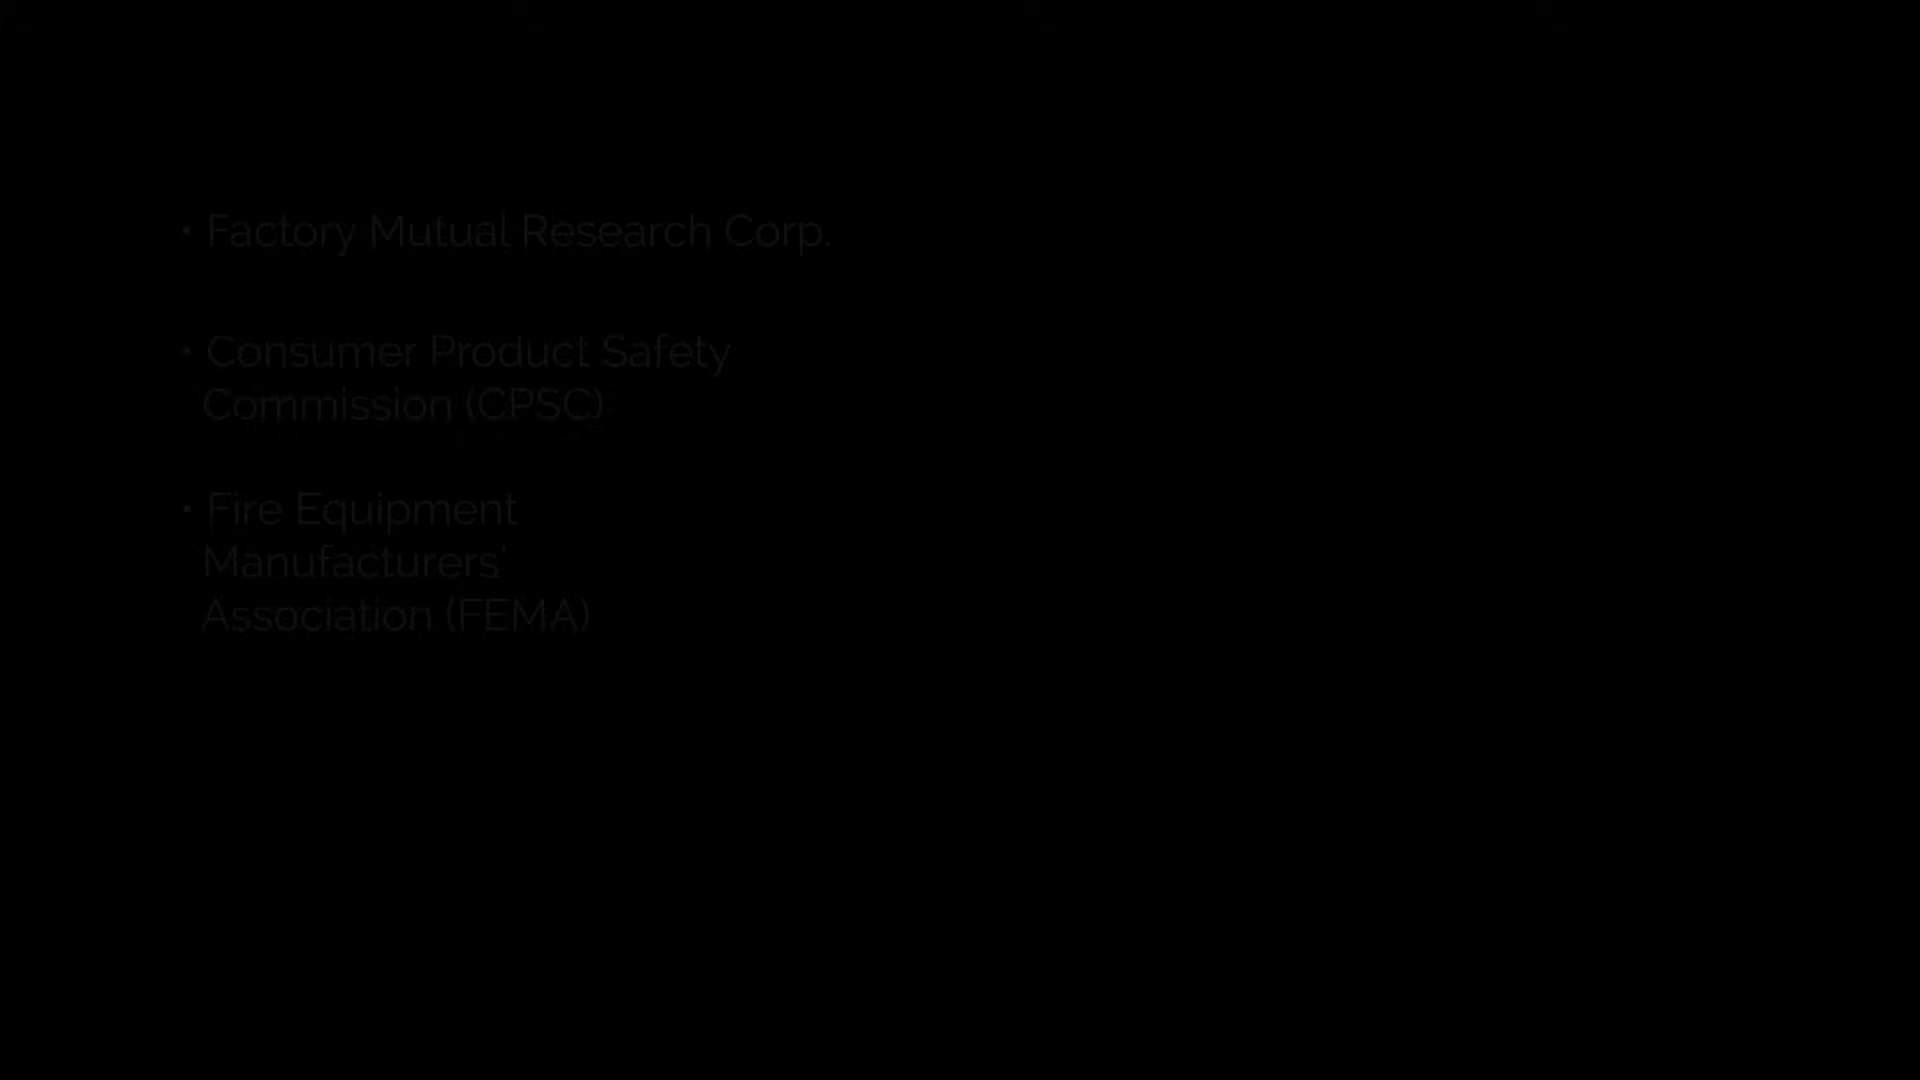 · Factory Mutual Research Corp.
· Consumer Product Safety
Commission (CPSC)
· Fire Equipment
Manufacturers'
Association (FEMA)